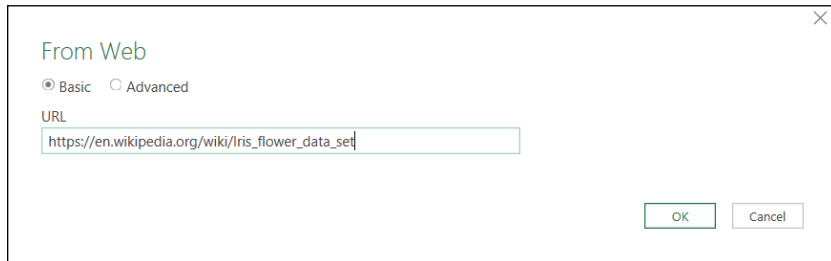 From Web
Basic Advanced
URL
https://en.wikipedia.org/wiki/Iris_flower_data_set
OK Cancel